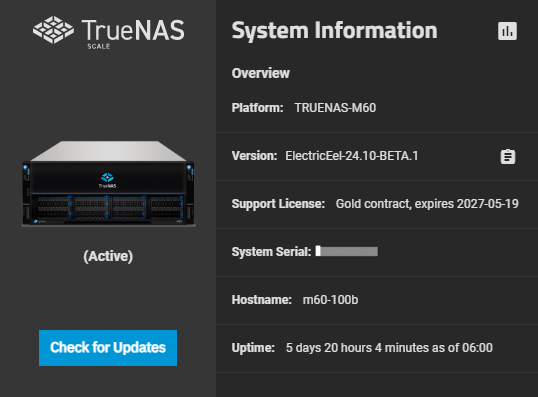 TrueNAS
SCALE
System Information
Overview
Platform: TRUENAS-M60
Version: ElectricEel-24.10-BETA.1
Support License: Gold contract, expires 2027-05-19
TrueNAS
(Active)
System Serial:
Hostname: m60-100b
Check for Updates
Uptime: 5 days 20 hours 4 minutes as of 06:00